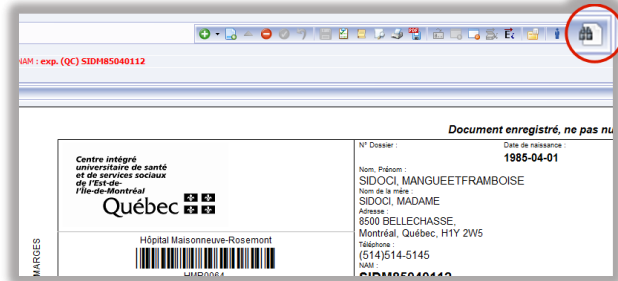 NAM : exp. (QC) SIDM85040112
Document enregistré, ne pas nu
Centre intégré
universitaire de santé
et de services sociaux
de l'Est-de-
l'Île-de-Montréal
Québec
Hôpital Maisonneuve-Rosemont
HMR0064
MARGES
N° Dossier :
Date de naissance :
1985-04-01
Nom, Prénom :
SIDOCI, MANGUEETFRAMBOISE
Nom de la mère :
SIDOCI, MADAME
Adresse :
8500 BELLECHASSE,
Montréal, Québec, H1Y 2W5
Téléphone :
(514)514-5145
NAM :
SIDM85040112